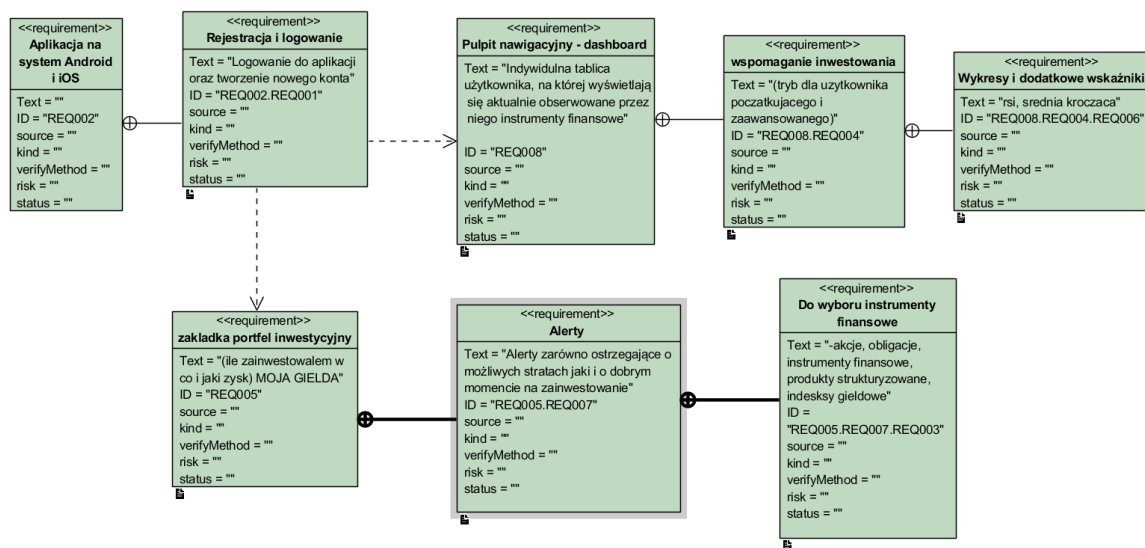 <<requirement>>
Aplikacja na
system Android
i iOS
Text = ""
ID = "REQ002"
source = ""
kind = ""
verifyMethod = ""
risk = ""
status = ""
<<requirement>>
Rejestracja i logowanie
Text = "Logowanie do aplikacji
oraz tworzenie nowego konta"
ID = "REQ002.REQ001"
source = ""
kind = ""
verifyMethod = ""
risk = ""
status = ""
<<requirement>>
Pulpit nawigacyjny - dashboard
Text = "Indywidulna tablica
użytkownika, na której wyświetlają
się aktualnie obserwowane przez
niego instrumenty finansowe"
ID = "REQ008"
source = ""
kind = ""
verifyMethod = ""
risk = ""
status = ""
<<requirement>>
wspomaganie inwestowania
Text = "(tryb dla uzytkownika
poczatkujacego i
zaawansowanego)"
ID = "REQ008.REQ004"
source = ""
kind = ""
verifyMethod = ""
risk = ""
status = ""
<<requirement>>
Wykresy i dodatkowe wskaźniki
Text = "rsi, srednia kroczaca"
ID = "REQ008.REQ004.REQ006"
source = ""
kind = ""
verifyMethod = ""
risk = ""
status = ""
<<requirement>>
zakladka portfel inwestycyjny
Text = "(ile zainwestowalem w
co i jaki zysk) MOJA GIELDA"
ID = "REQ005"
source = ""
kind = ""
verifyMethod = ""
risk = ""
status = ""
<<requirement>>
Alerty
Text = "Alerty zarówno ostrzegające o
możliwych stratach jaki i o dobrym
momencie na zainwestowanie"
ID = "REQ005.REQ007"
source = ""
kind = ""
verifyMethod = ""
risk = ""
status = ""
<<requirement>>
Do wyboru instrumenty
finansowe
Text = "-akcje, obligacje,
instrumenty finansowe,
produkty strukturyzowane,
indesksy gieldowe"
ID =
"REQ005.REQ007.REQ003"
source = ""
kind = ""
verifyMethod = ""
risk = ""
status = ""